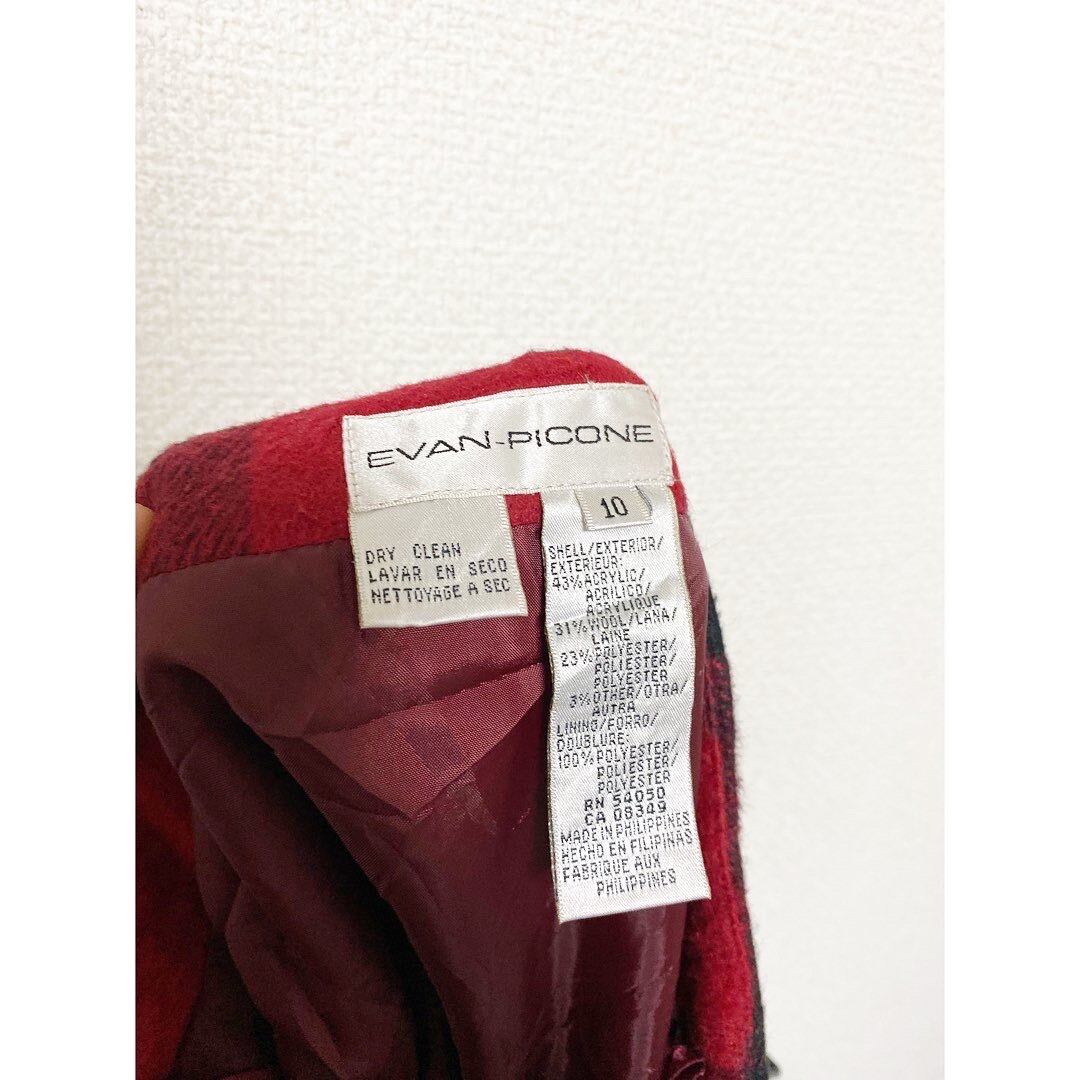 EVAN-PICONE
10
DRY CLEAN
LAVAR EN SECO
NETTOYAGE A SEC
SHELL/EXTERIOR/
EXTERIEUR:
43% ACRYLIC/
ACRILICO/
ACRYLIQUE
31% WOOL/LANA/
LAINE
23% POLYESTER/
POLIESTER/
POLYESTER
3% OTHER/OTRA/
AUTRA
LINING/FORRO/
DOUBLURE:
100% POLYESTER/
POLIESTER/
POLYESTER
RN 54050
CA 08349
MADE IN PHILIPPINES
HECHO EN FILIPINAS
FABRIQUE AUX
PHILIPPINES